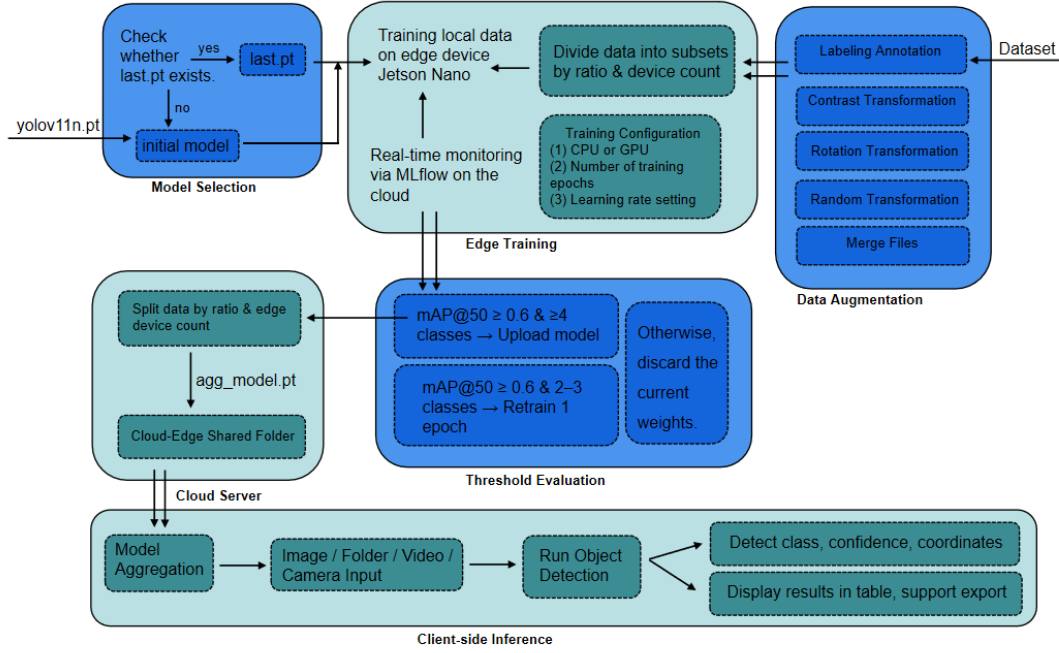 Check
whether
last.pt exists.
yes
last.pt
no
yolov11n.pt
initial model
Model Selection
Training local data
on edge device
Jetson Nano
Divide data into subsets
by ratio & device count
Real-time monitoring
via MLflow on the
cloud
Training Configuration
(1) CPU or GPU
(2) Number of training
epochs
(3) Learning rate setting
Edge Training
Dataset
Labeling Annotation
Contrast Transformation
Rotation Transformation
Random Transformation
Merge Files
Data Augmentation
Split data by ratio & edge
device count
agg_model.pt
Cloud-Edge Shared Folder
Cloud Server
mAP@50 ≥ 0.6 & ≥4
classes → Upload model
mAP@50 ≥ 0.6 & 2–3
classes → Retrain 1
epoch
Otherwise,
discard the
current
weights.
Threshold Evaluation
Model
Aggregation
Image / Folder / Video /
Camera Input
Run Object
Detection
Detect class, confidence, coordinates
Display results in table, support export
Client-side Inference